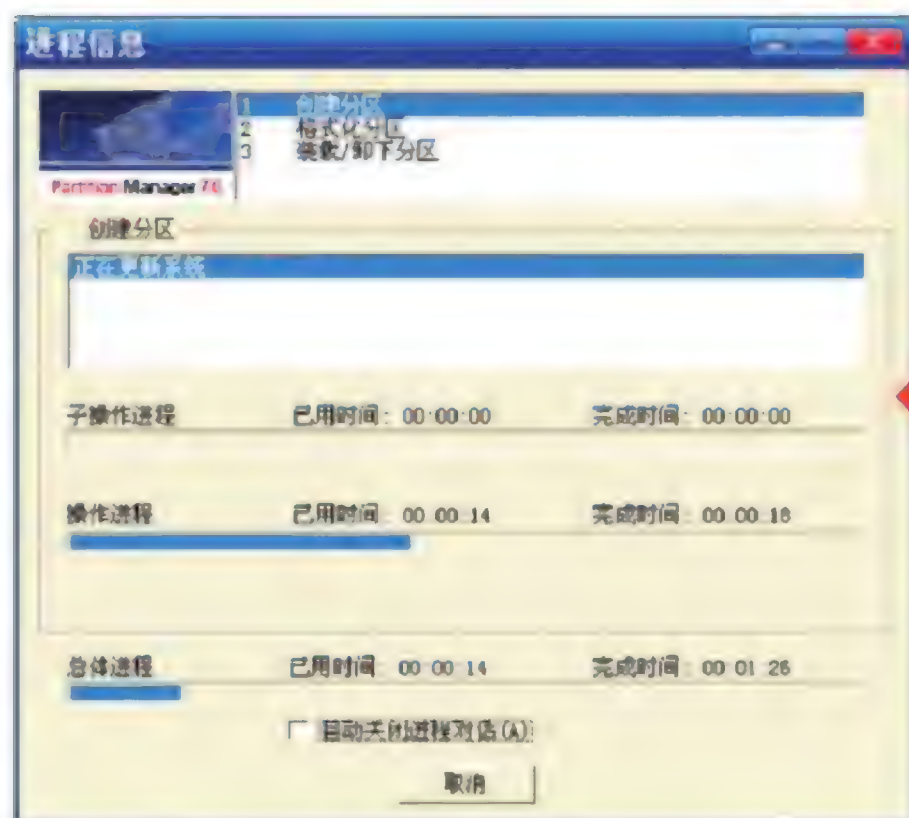 进程信息
1 创建分区
2 格式化分区
3 装载/卸下分区
Partition Manager 7.0
创建分区
正在更新系统
子操作进程 已用时间: 00:00:00 完成时间: 00:00:00
操作进程 已用时间: 00:00:14 完成时间: 00:00:16
总体进程 已用时间: 00:00:14 完成时间: 00:01:26
自动关闭进程对话(A)
取消